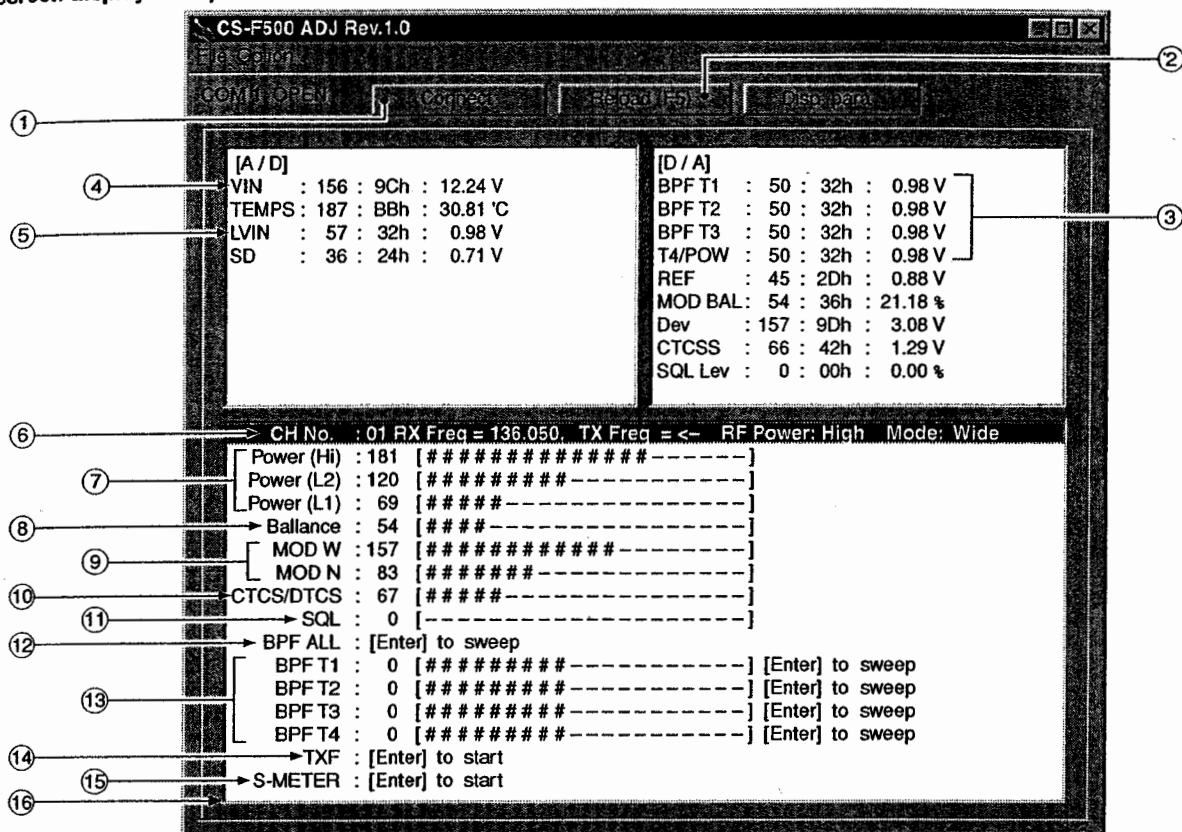 CS-F500 ADJ Rev.1.0
File Option
COM 1: OPEN Connect Reload (F5) Disp para
②
①
[A / D]
VIN : 156 : 9Ch : 12.24 V
TEMPS : 187 : BBh : 30.81 'C
LVIN : 57 : 32h : 0.98 V
SD : 36 : 24h : 0.71 V
④
⑤
[D / A]
BPF T1 : 50 : 32h : 0.98 V
BPF T2 : 50 : 32h : 0.98 V
BPF T3 : 50 : 32h : 0.98 V
T4/POW : 50 : 32h : 0.98 V
REF : 45 : 2Dh : 0.88 V
MOD BAL : 54 : 36h : 21.18 %
Dev : 157 : 9Dh : 3.08 V
CTCSS : 66 : 42h : 1.29 V
SQL Lev : 0 : 00h : 0.00 %
③
⑥ CH No. : 01 RX Freq = 136.050, TX Freq = <– RF Power: High Mode: Wide
Power (Hi) : 181 [##############------]
⑦ Power (L2) : 120 [#########-----------]
Power (L1) : 69 [#####---------------]
⑧ Ballance : 54 [####----------------]
MOD W : 157 [############--------]
⑨
MOD N : 83 [#######-------------]
⑩ CTCS/DTCS : 67 [#####---------------]
⑪ SQL : 0 [--------------------]
⑫ BPF ALL : [Enter] to sweep
BPF T1 : 0 [#########-----------] [Enter] to sweep
BPF T2 : 0 [#########-----------] [Enter] to sweep
⑬
BPF T3 : 0 [#########-----------] [Enter] to sweep
BPF T4 : 0 [#########-----------] [Enter] to sweep
⑭ TXF : [Enter] to start
⑮ S-METER : [Enter] to start
⑯